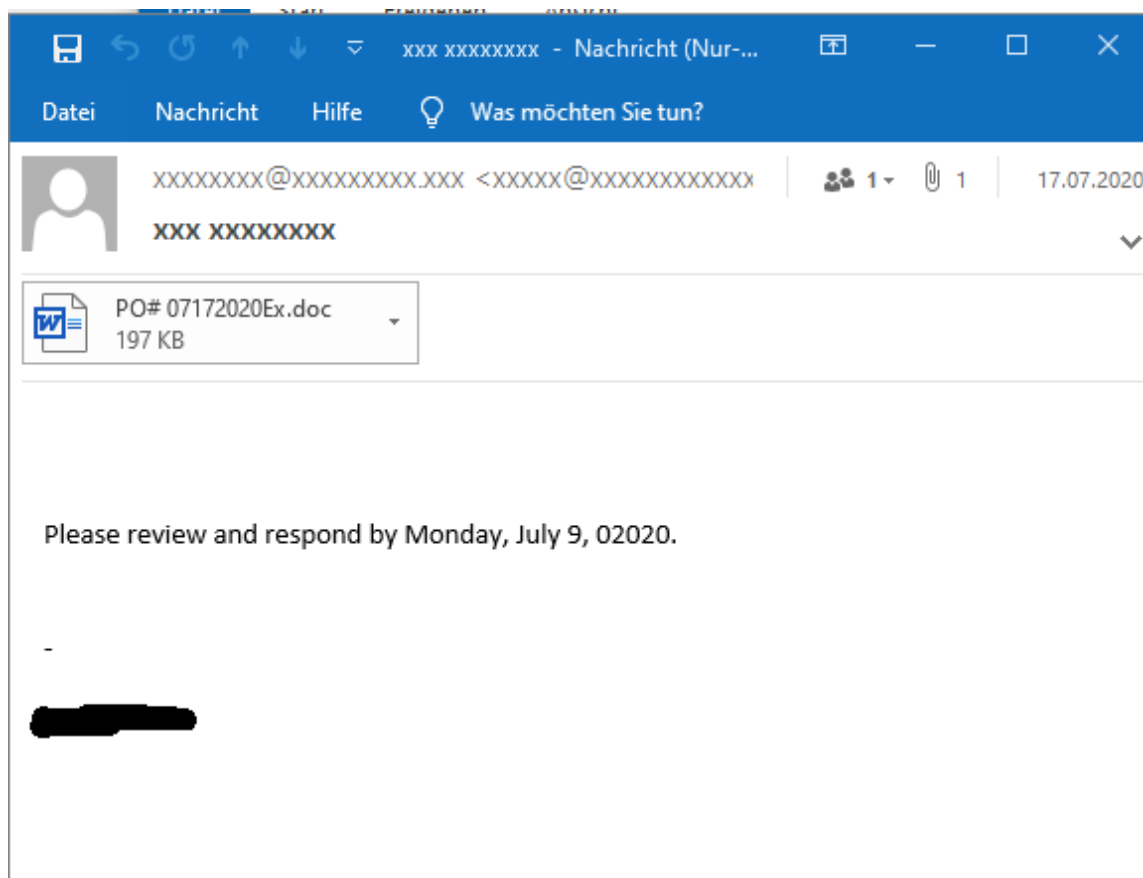 xxx xxxxxxxx - Nachricht (Nur-...
Datei Nachricht Hilfe Was möchten Sie tun?
xxxxxxxx@xxxxxxxxx.xxx <xxxxx@xxxxxxxxxxxx 1 1 17.07.2020
xxx xxxxxxxx
PO# 07172020Ex.doc
197 KB
Please review and respond by Monday, July 9, 02020.
-